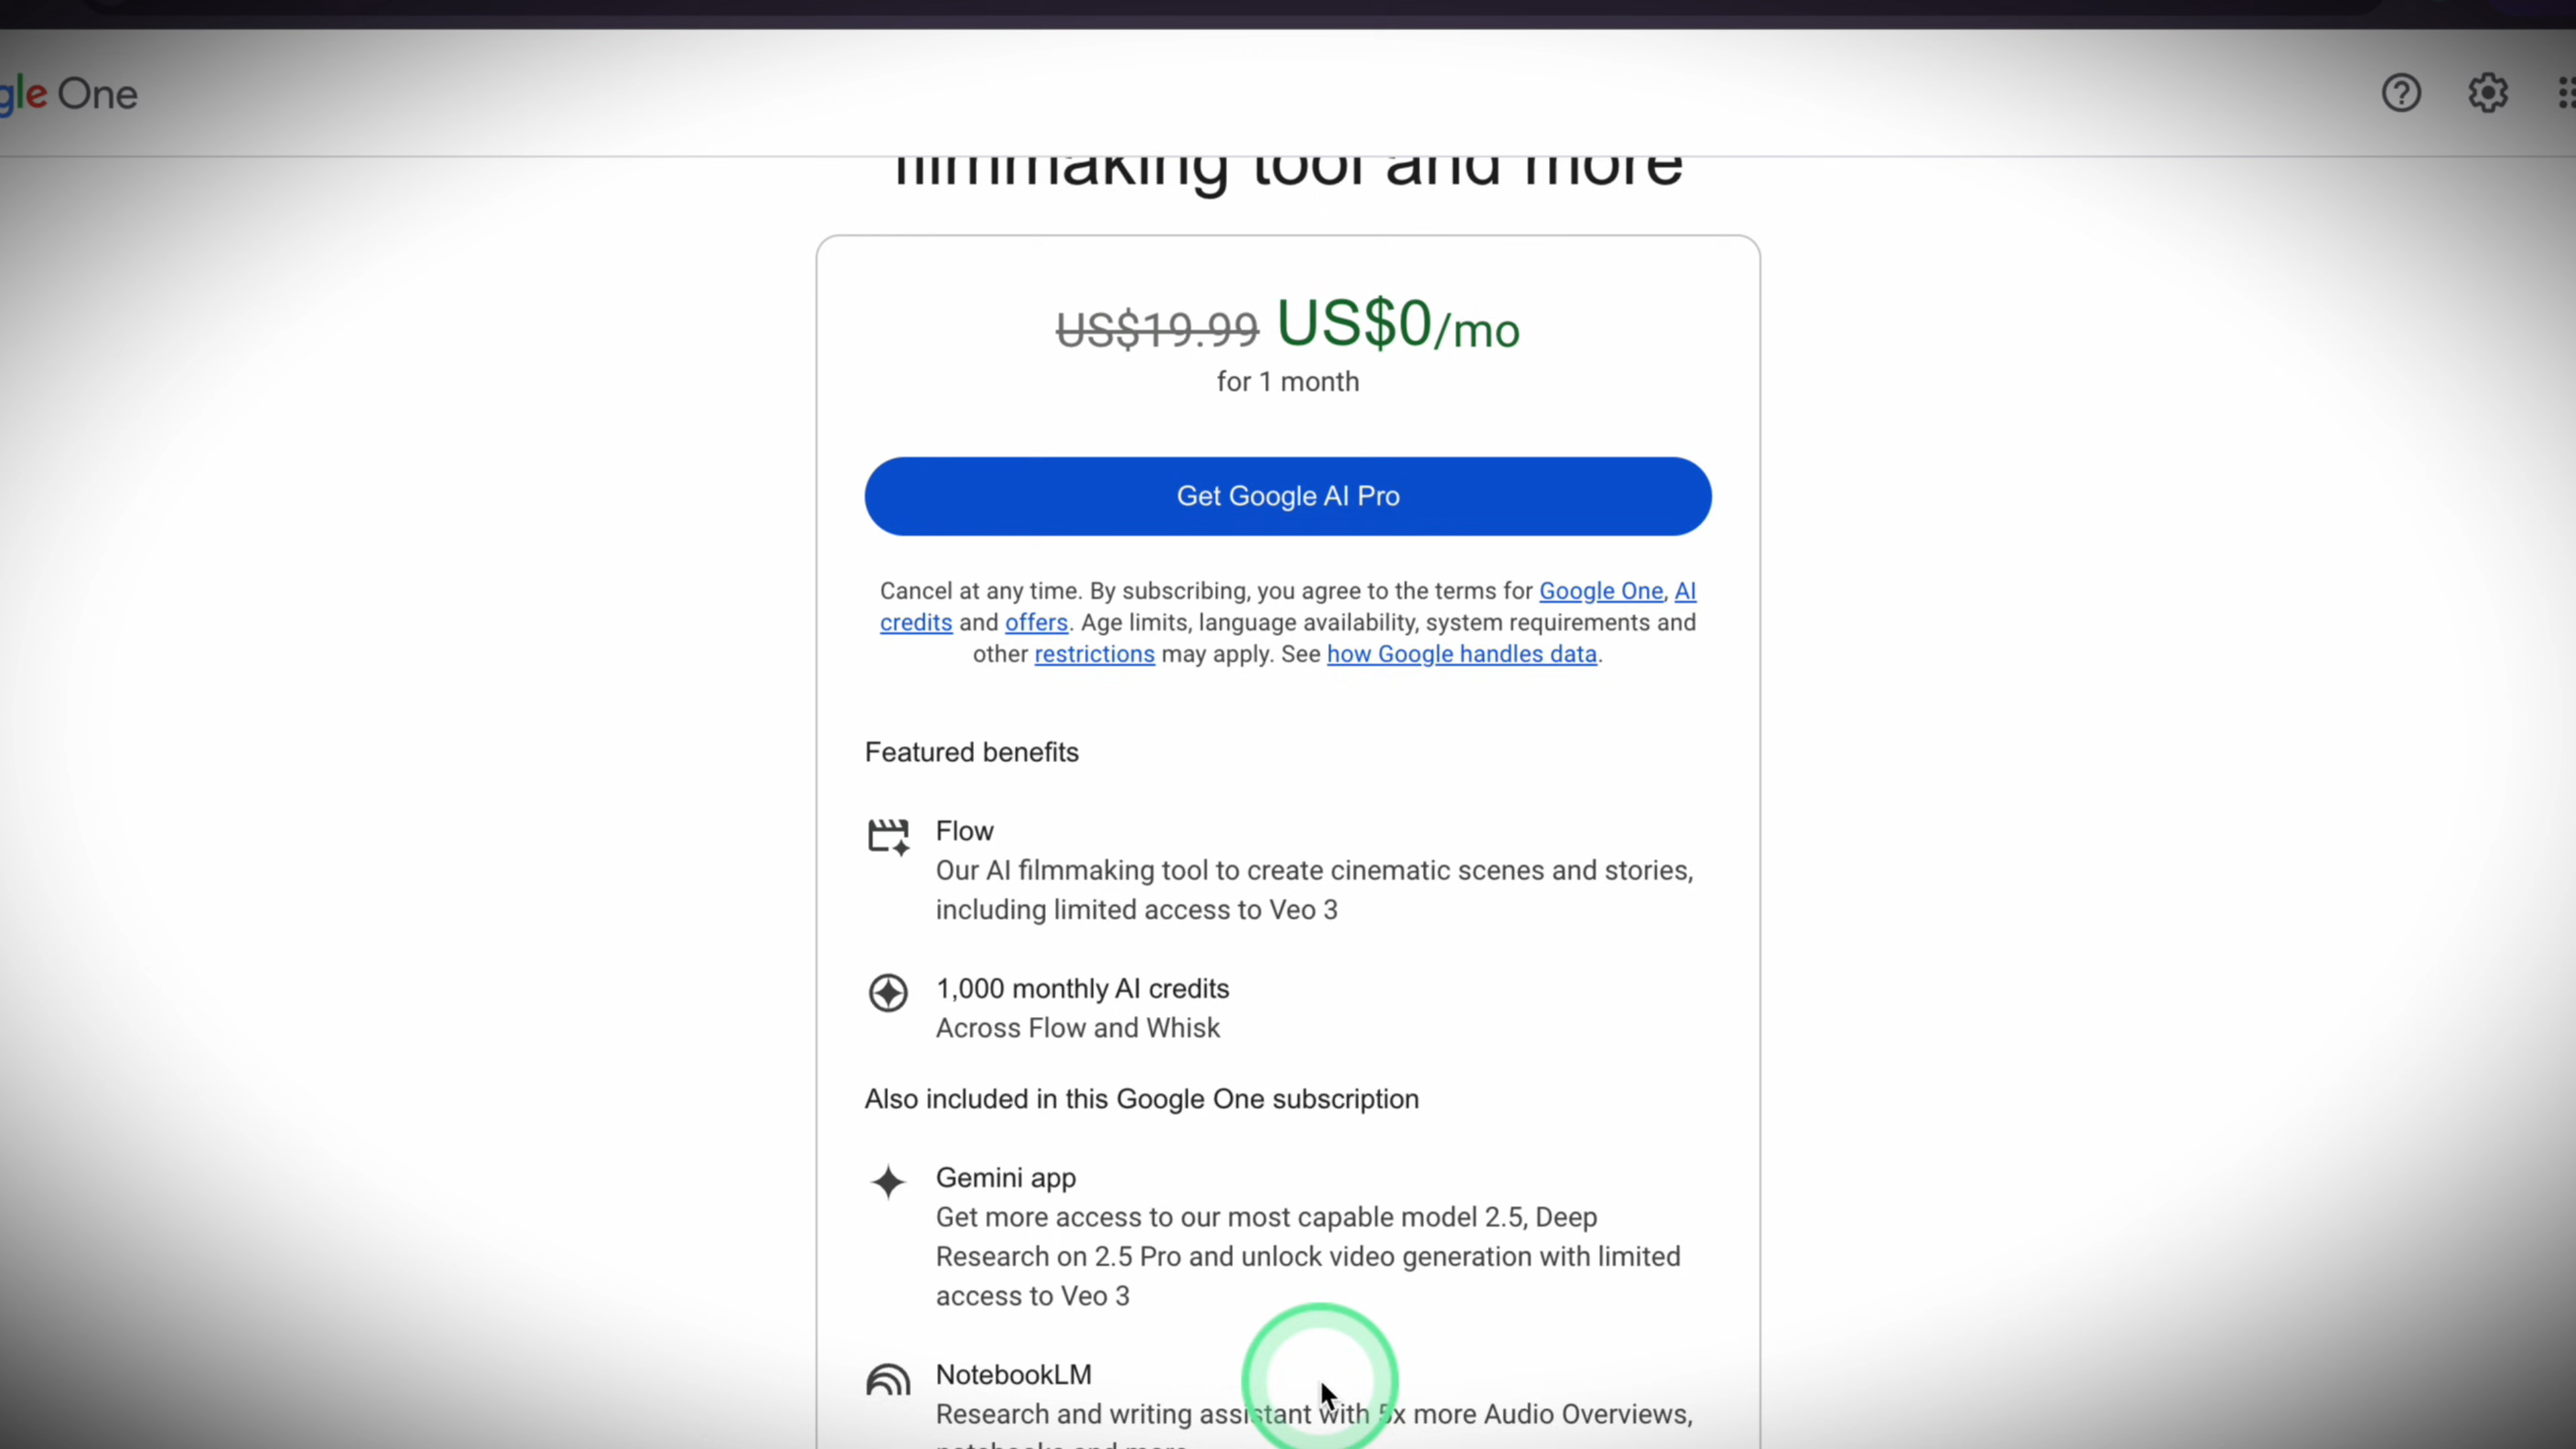 gle One
filmmaking tool and more
US$19.99 US$0/mo
for 1 month
Get Google AI Pro
Cancel at any time. By subscribing, you agree to the terms for Google One, AI
credits and offers. Age limits, language availability, system requirements and
other restrictions may apply. See how Google handles data.
Featured benefits
Flow
Our AI filmmaking tool to create cinematic scenes and stories,
including limited access to Veo 3
1,000 monthly AI credits
Across Flow and Whisk
Also included in this Google One subscription
Gemini app
Get more access to our most capable model 2.5, Deep
Research on 2.5 Pro and unlock video generation with limited
access to Veo 3
NotebookLM
Research and writing assistant with 5x more Audio Overviews,
notebooks and more